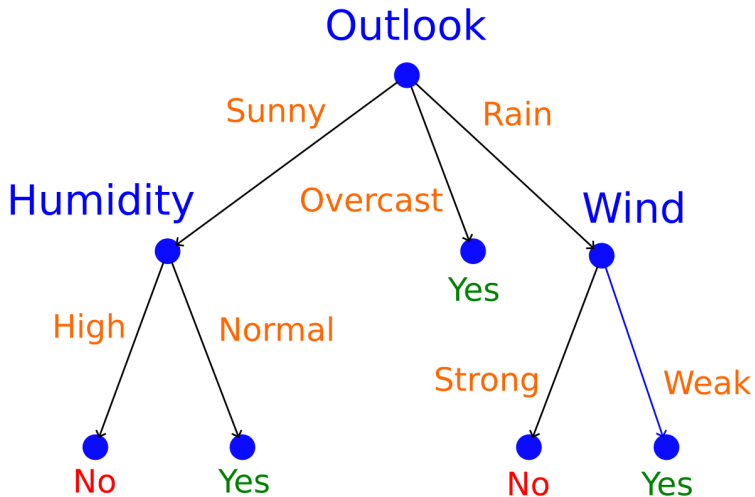 Outlook
Sunny
Rain
Humidity
Overcast
Wind
Yes
High
Normal
Strong
Weak
No
Yes
No
Yes